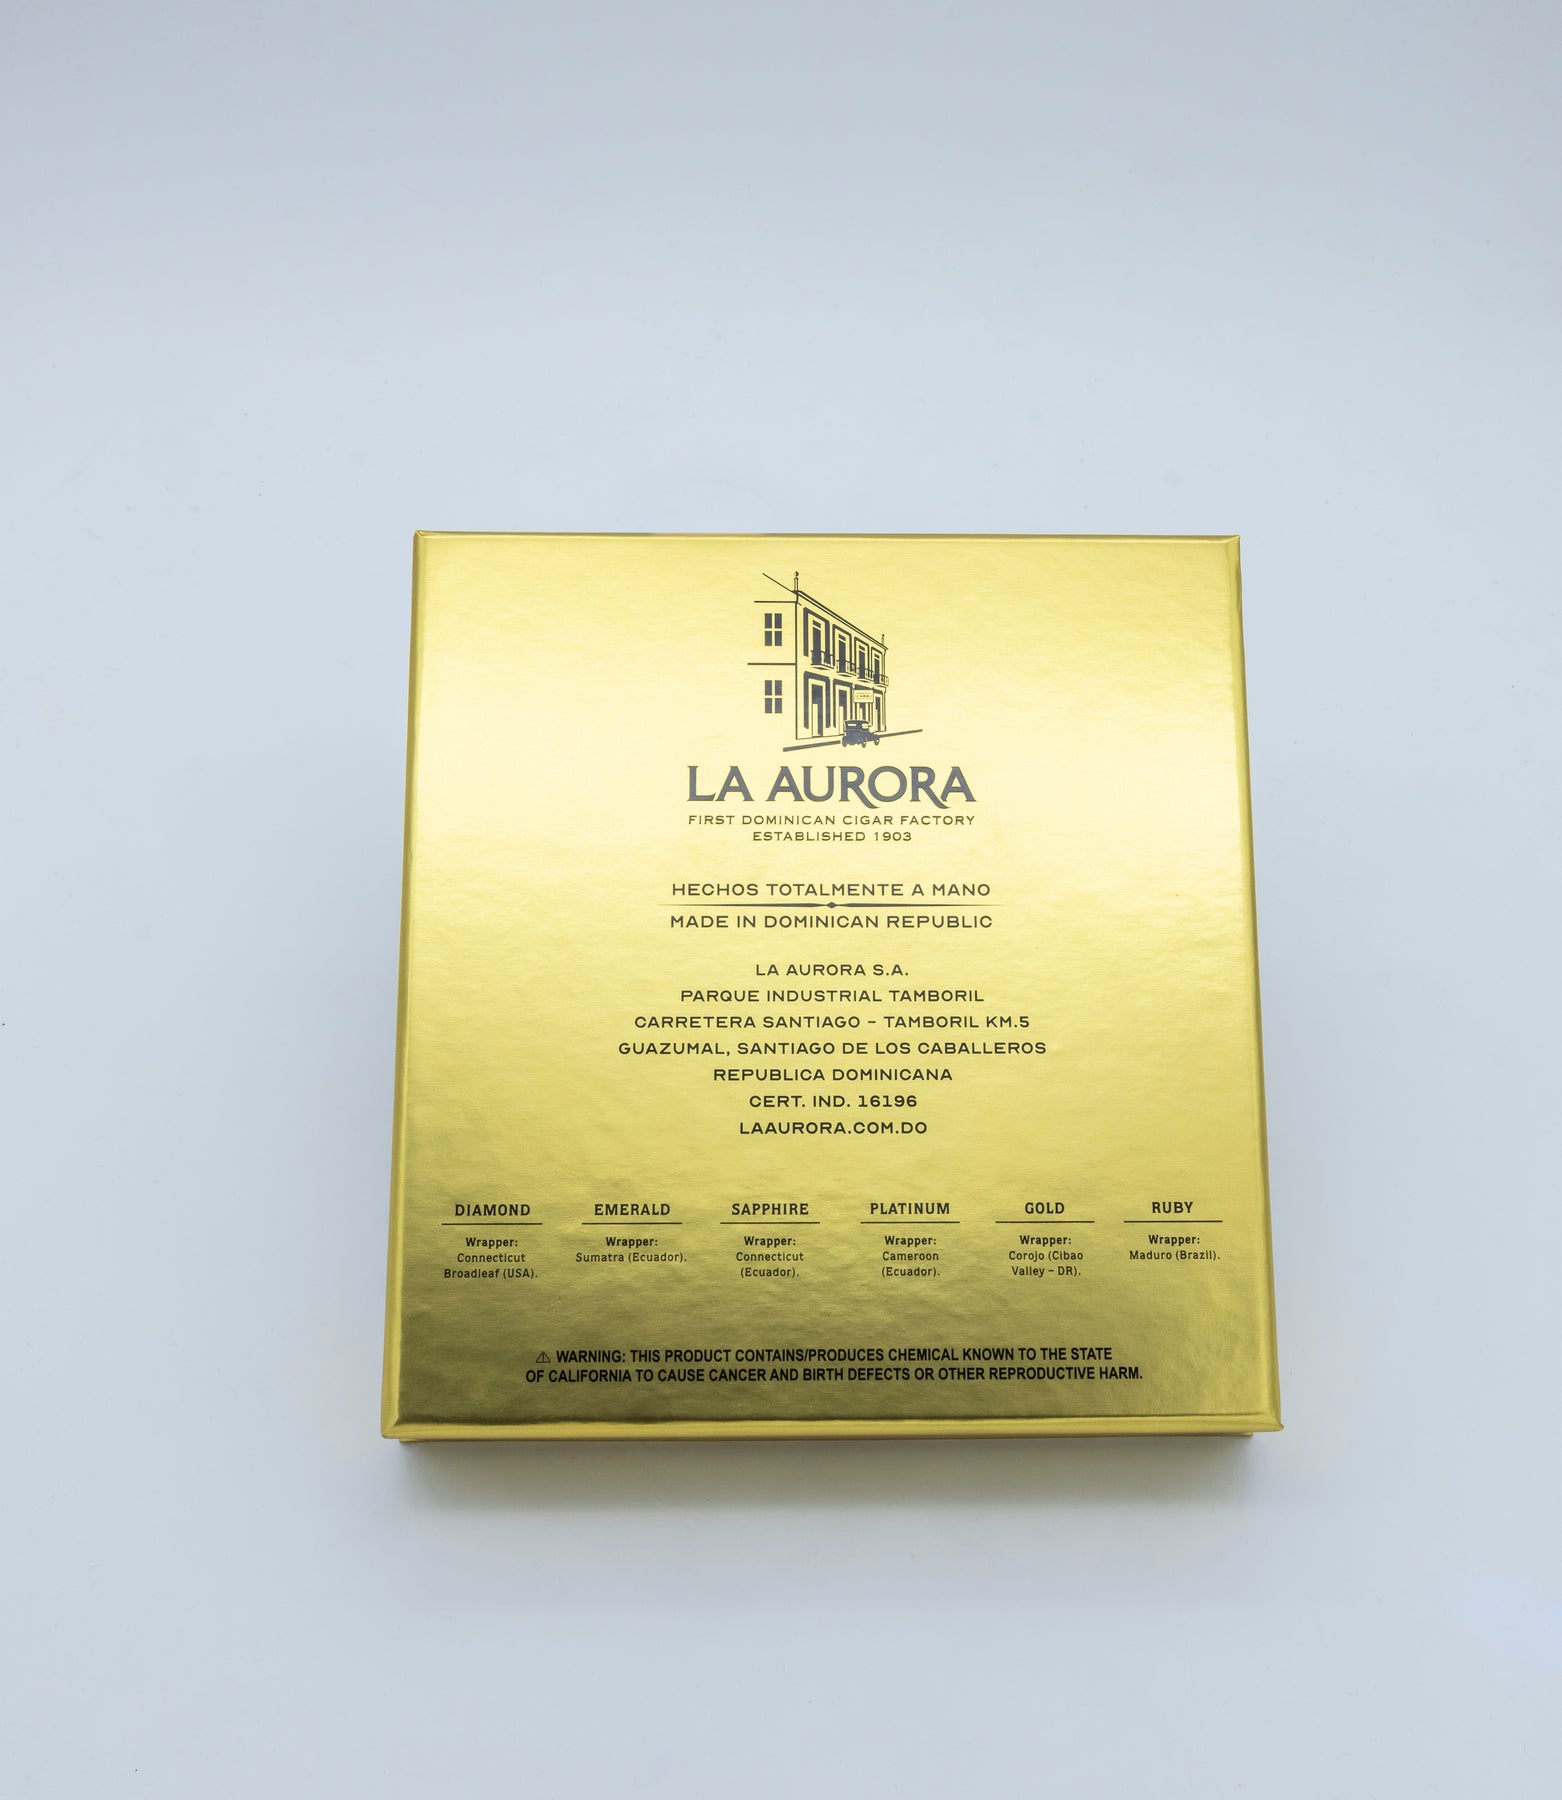 LA AURORA
FIRST DOMINICAN CIGAR FACTORY
ESTABLISHED 1903
HECHOS TOTALMENTE A MANO
MADE IN DOMINICAN REPUBLIC
LA AURORA S.A.
PARQUE INDUSTRIAL TAMBORIL
CARRETERA SANTIAGO – TAMBORIL KM.5
GUAZUMAL, SANTIAGO DE LOS CABALLEROS
REPUBLICA DOMINICANA
CERT. IND. 16196
LAAURORA.COM.DO
DIAMOND
Wrapper:
Connecticut
Broadleaf (USA).
EMERALD
Wrapper:
Sumatra (Ecuador).
SAPPHIRE
Wrapper:
Connecticut
(Ecuador).
PLATINUM
Wrapper:
Cameroon
(Ecuador).
GOLD
Wrapper:
Corojo (Cibao
Valley – DR).
RUBY
Wrapper:
Maduro (Brazil).
⚠ WARNING: THIS PRODUCT CONTAINS/PRODUCES CHEMICAL KNOWN TO THE STATE
OF CALIFORNIA TO CAUSE CANCER AND BIRTH DEFECTS OR OTHER REPRODUCTIVE HARM.